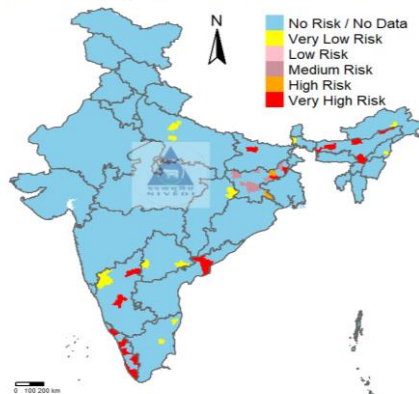 N
No Risk / No Data
Very Low Risk
Low Risk
Medium Risk
High Risk
Very High Risk
NIVEDI
0 100 200 km